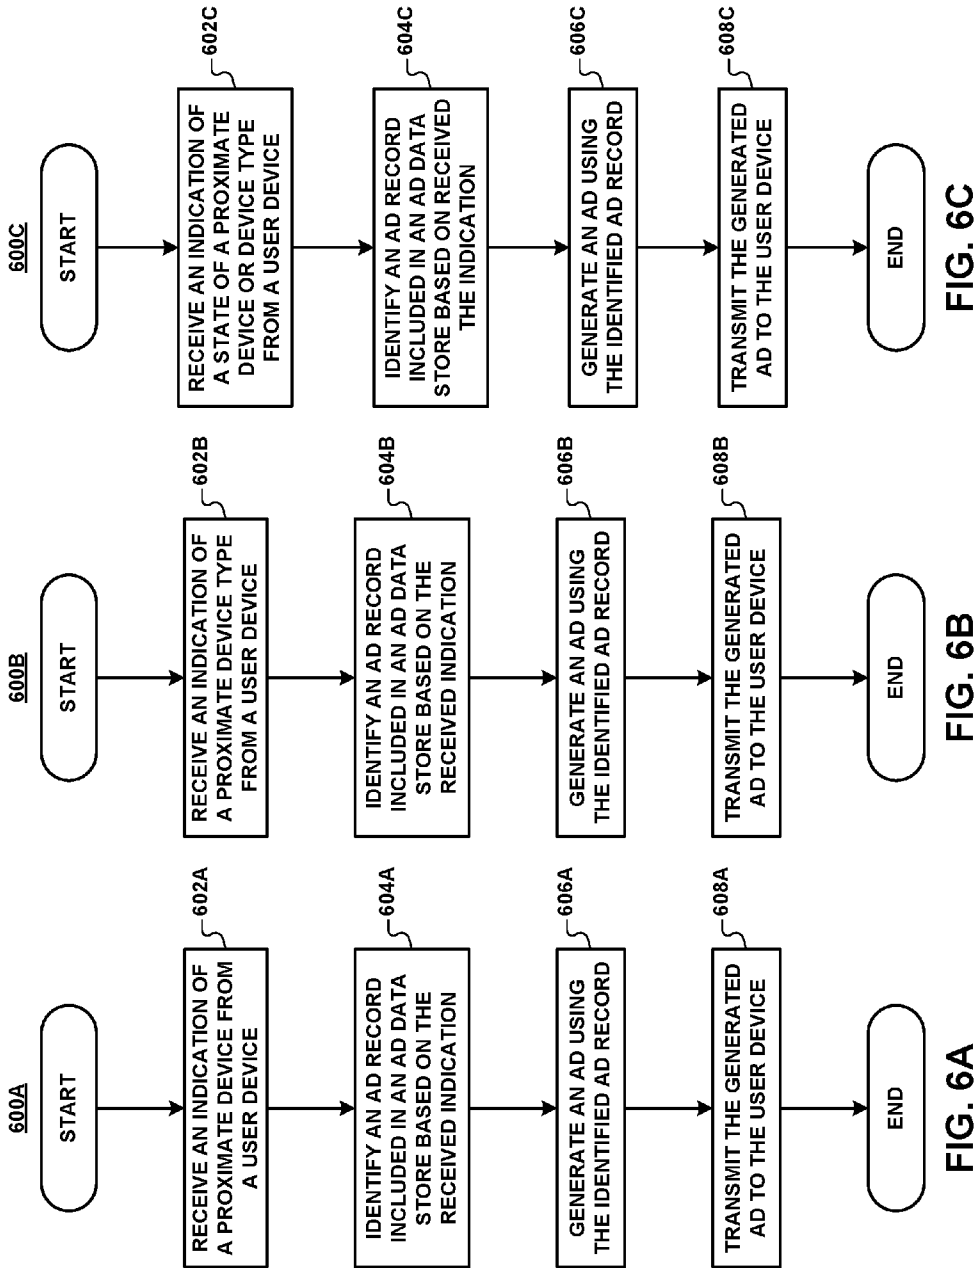 600A
START
RECEIVE AN INDICATION OF
A PROXIMATE DEVICE FROM
A USER DEVICE
602A
IDENTIFY AN AD RECORD
INCLUDED IN AN AD DATA
STORE BASED ON THE
RECEIVED INDICATION
604A
GENERATE AN AD USING
THE IDENTIFIED AD RECORD
606A
TRANSMIT THE GENERATED
AD TO THE USER DEVICE
608A
END
FIG. 6A
600B
START
RECEIVE AN INDICATION OF
A PROXIMATE DEVICE TYPE
FROM A USER DEVICE
602B
IDENTIFY AN AD RECORD
INCLUDED IN AN AD DATA
STORE BASED ON THE
RECEIVED INDICATION
604B
GENERATE AN AD USING
THE IDENTIFIED AD RECORD
606B
TRANSMIT THE GENERATED
AD TO THE USER DEVICE
608B
END
FIG. 6B
600C
START
RECEIVE AN INDICATION OF
A STATE OF A PROXIMATE
DEVICE OR DEVICE TYPE
FROM A USER DEVICE
602C
IDENTIFY AN AD RECORD
INCLUDED IN AN AD DATA
STORE BASED ON RECEIVED
THE INDICATION
604C
GENERATE AN AD USING
THE IDENTIFIED AD RECORD
606C
TRANSMIT THE GENERATED
AD TO THE USER DEVICE
608C
END
FIG. 6C